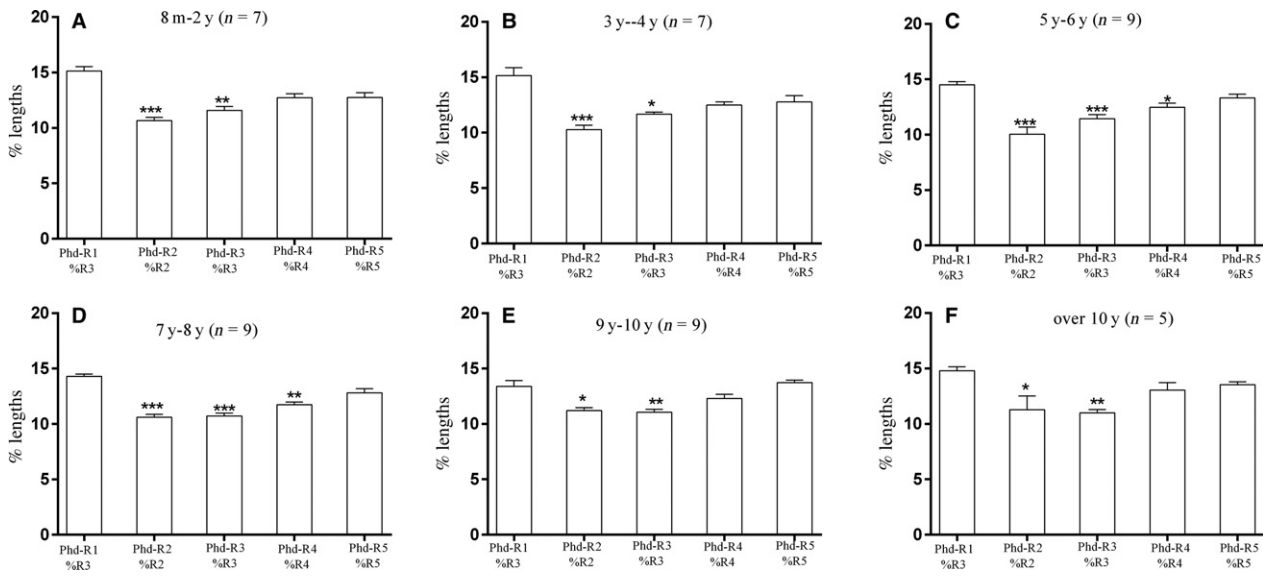 A
8 m-2 y (n = 7)
20
15
10
5
0
% lengths
***
**
Phd-R1
%R3
Phd-R2
%R2
Phd-R3
%R3
Phd-R4
%R4
Phd-R5
%R5
B
3 y--4 y (n = 7)
20
15
10
5
0
% lengths
***
*
Phd-R1
%R3
Phd-R2
%R2
Phd-R3
%R3
Phd-R4
%R4
Phd-R5
%R5
C
5 y-6 y (n = 9)
20
15
10
5
0
% lengths
***
***
*
Phd-R1
%R3
Phd-R2
%R2
Phd-R3
%R3
Phd-R4
%R4
Phd-R5
%R5
D
7 y-8 y (n = 9)
20
15
10
5
0
% lengths
***
***
**
Phd-R1
%R3
Phd-R2
%R2
Phd-R3
%R3
Phd-R4
%R4
Phd-R5
%R5
E
9 y-10 y (n = 9)
20
15
10
5
0
% lengths
*
**
Phd-R1
%R3
Phd-R2
%R2
Phd-R3
%R3
Phd-R4
%R4
Phd-R5
%R5
F
over 10 y (n = 5)
20
15
10
5
0
% lengths
*
**
Phd-R1
%R3
Phd-R2
%R2
Phd-R3
%R3
Phd-R4
%R4
Phd-R5
%R5